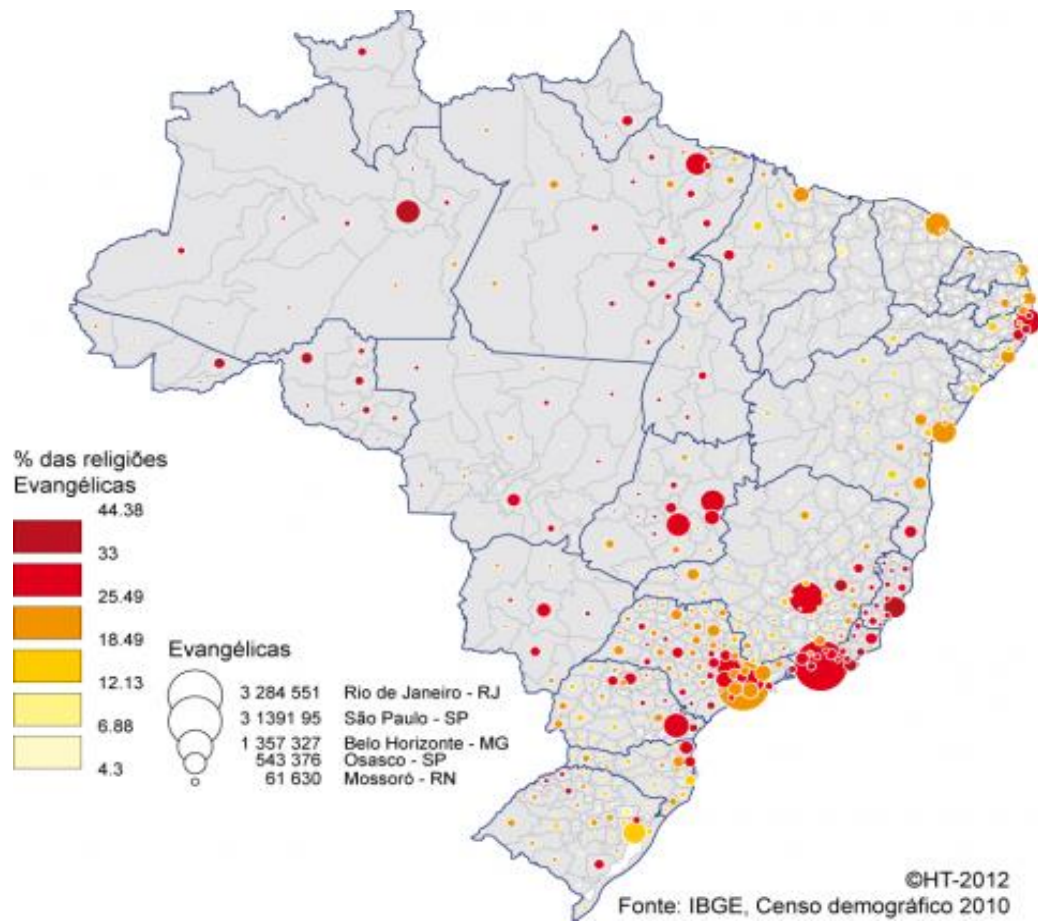 % das religiões
Evangélicas
44.38
33
25.49
18.49
12.13
6.88
4.3
Evangélicas
3 284 551 Rio de Janeiro - RJ
3 1391 95 São Paulo - SP
1 357 327 Belo Horizonte - MG
543 376 Osasco - SP
61 630 Mossoró - RN
©HT-2012
Fonte: IBGE, Censo demográfico 2010